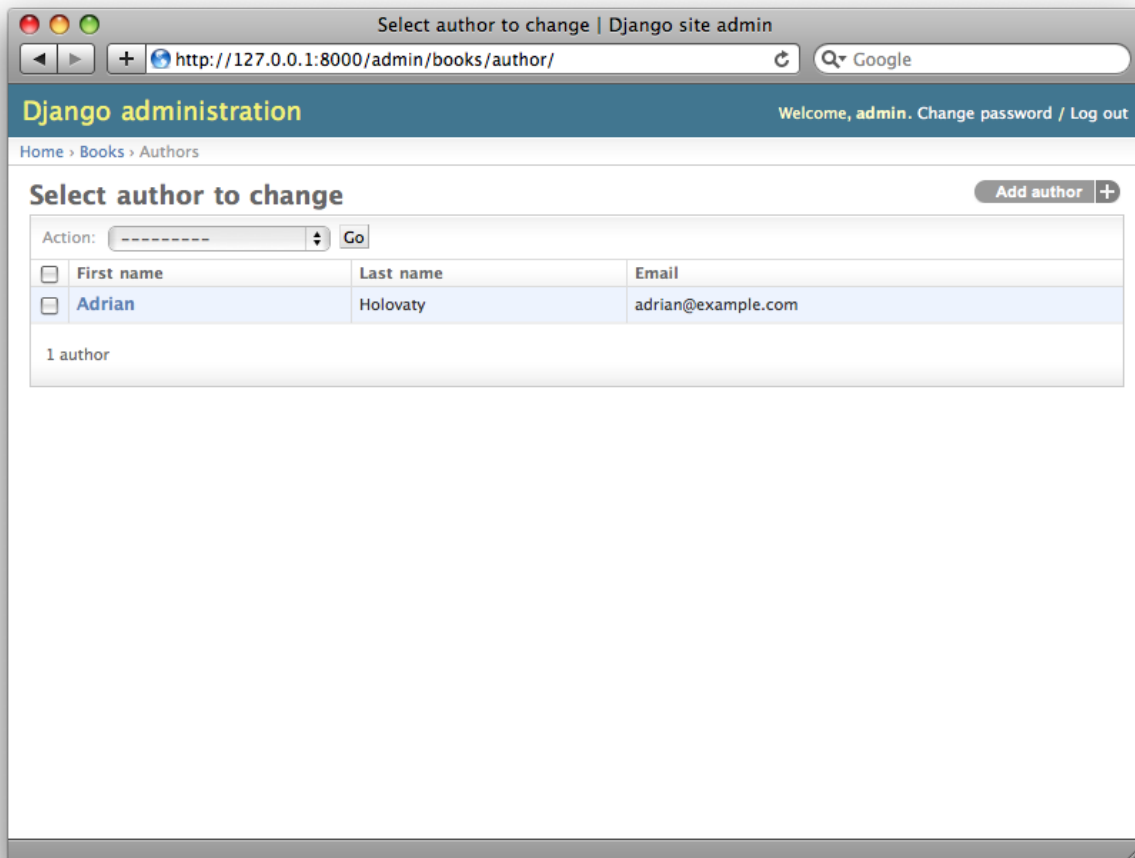 Select author to change | Django site admin
http://127.0.0.1:8000/admin/books/author/ Google
Django administration Welcome, admin. Change password / Log out
Home › Books › Authors
Select author to change Add author
Action: --------- Go
First name Last name Email
Adrian Holovaty adrian@example.com
1 author